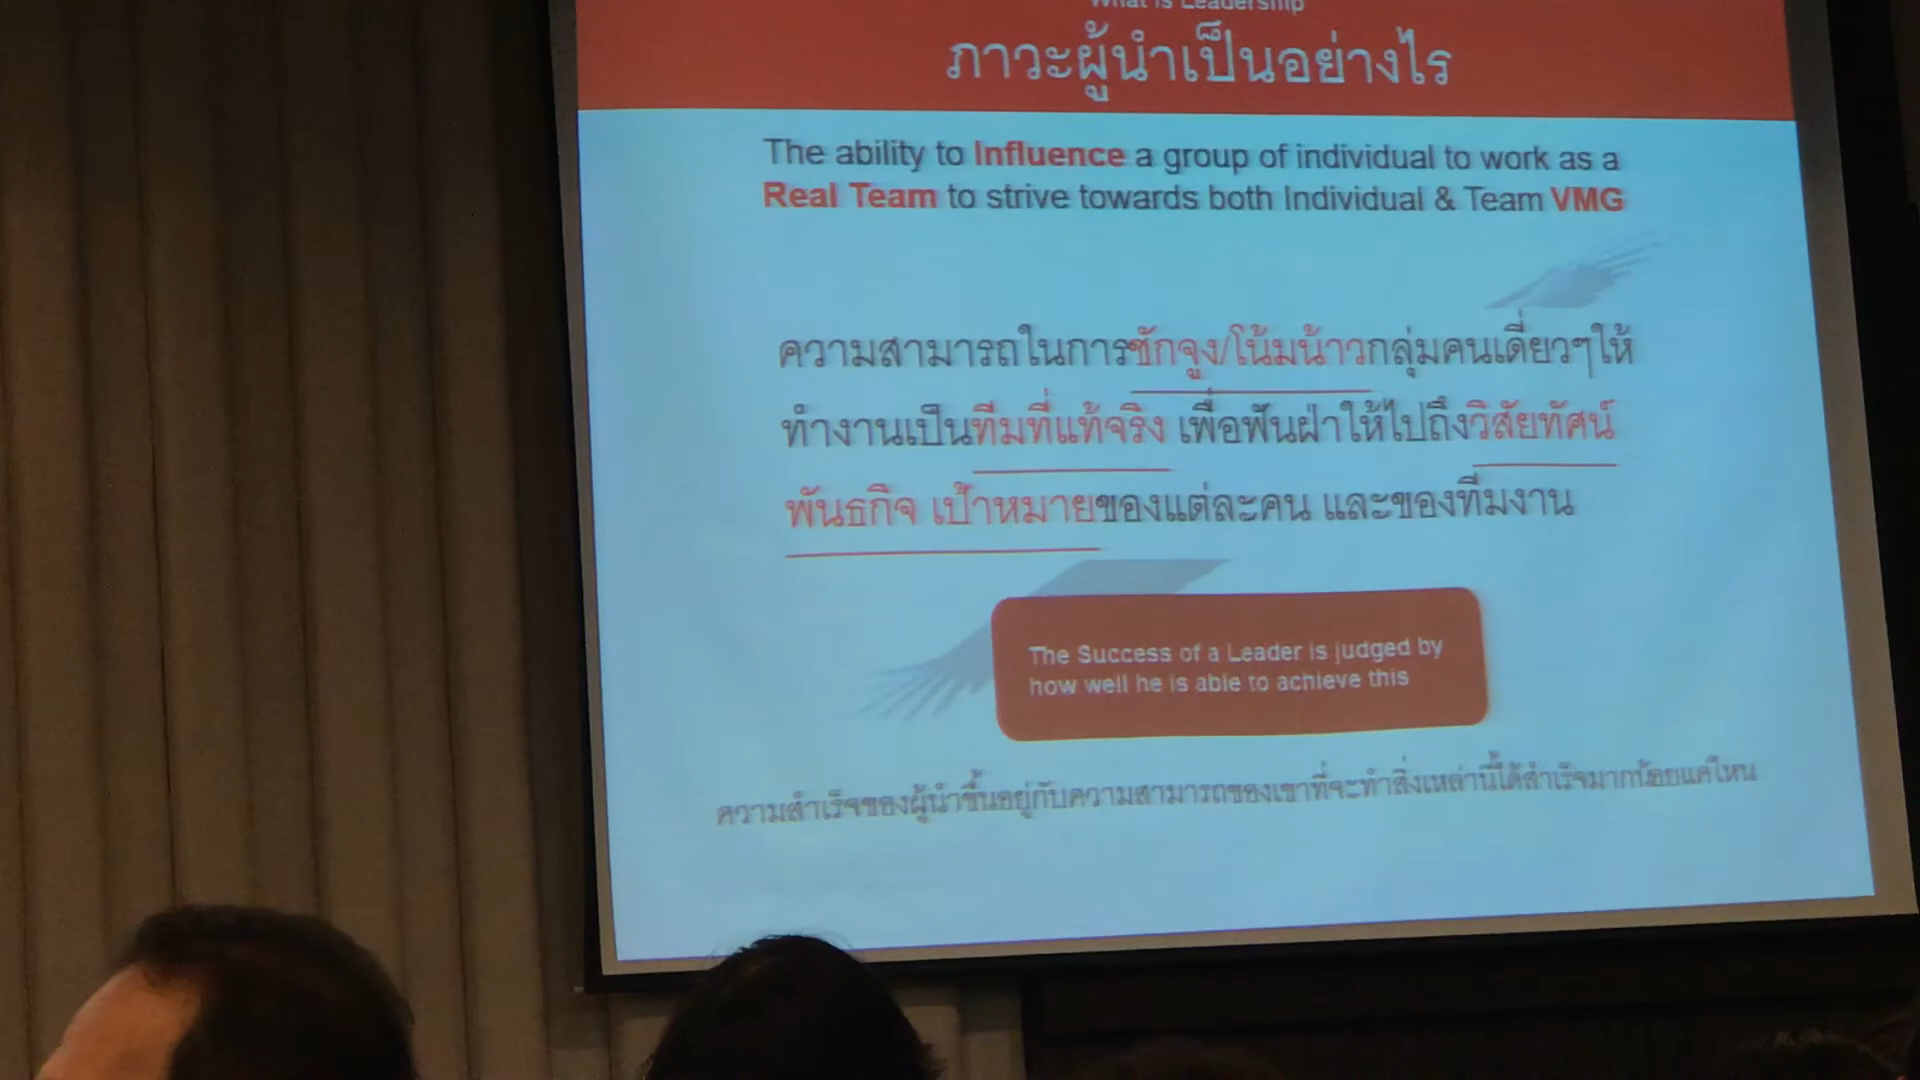 What is Leadership
ภาวะผู้นำเป็นอย่างไร
The ability to Influence a group of individual to work as a
Real Team to strive towards both Individual & Team VMG
ความสามารถในการชักจูง/โน้มน้าวกลุ่มคนเดี่ยวๆให้
ทำงานเป็นทีมที่แท้จริง เพื่อฟันฝ่าให้ไปถึงวิสัยทัศน์
พันธกิจ เป้าหมายของแต่ละคน และของทีมงาน
The Success of a Leader is judged by
how well he is able to achieve this
ความสำเร็จของผู้นำขึ้นอยู่กับความสามารถของเขาที่จะทำสิ่งเหล่านี้ได้สำเร็จมากน้อยแค่ไหน